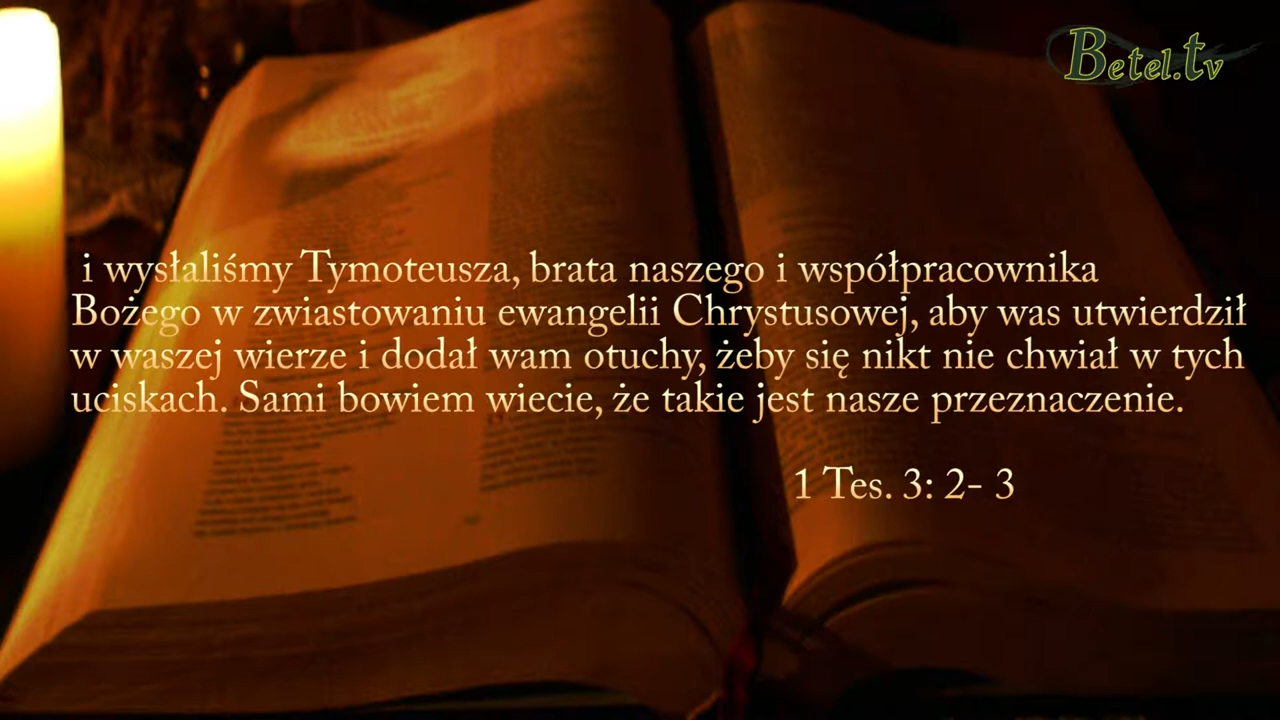 Betel.tv
i wysłaliśmy Tymoteusza, brata naszego i współpracownika
Bożego w zwiastowaniu ewangelii Chrystusowej, aby was utwierdził
w waszej wierze i dodał wam otuchy, żeby się nikt nie chwiał w tych
uciskach. Sami bowiem wiecie, że takie jest nasze przeznaczenie.
1 Tes. 3: 2- 3